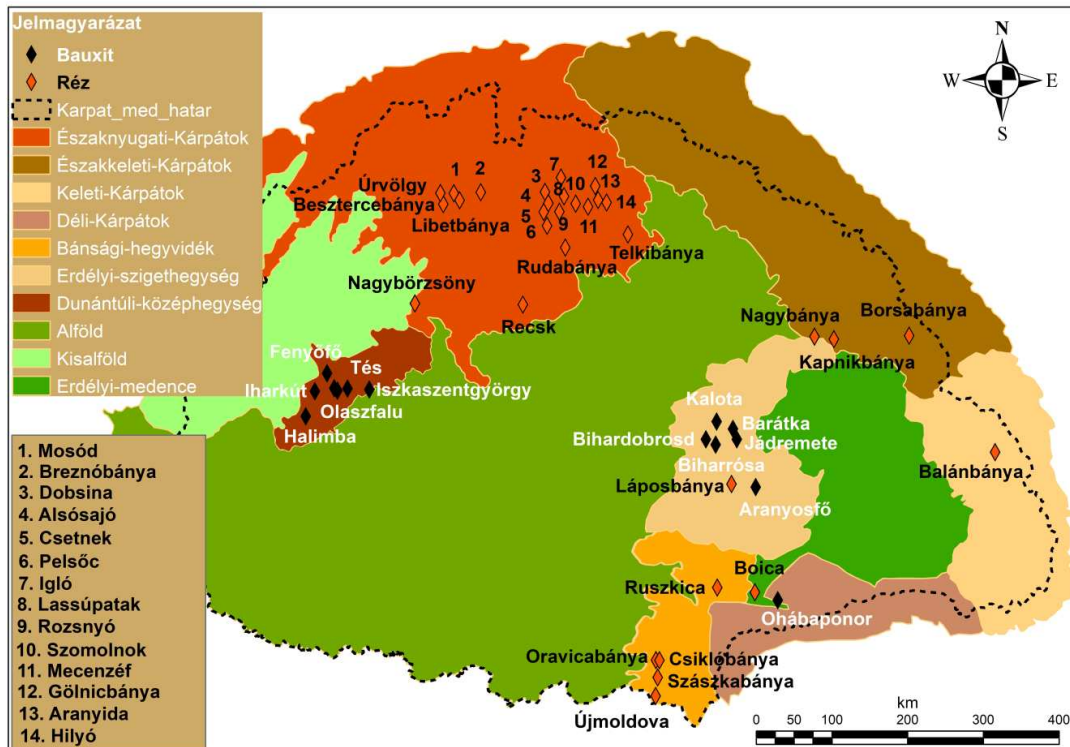 Jelmagyarázat
Bauxit
Réz
Karpat_med_hatar
Északnyugati-Kárpátok
Északkeleti-Kárpátok
Keleti-Kárpátok
Déli-Kárpátok
Bánsági-hegyvidék
Erdélyi-szigethegység
Dunántúli-középhegység
Alföld
Kisalföld
Erdélyi-medence
1. Mosód
2. Breznóbánya
3. Dobsina
4. Alsósajó
5. Csetnek
6. Pelsőc
7. Igló
8. Lassúpatak
9. Rozsnyó
10. Szomolnok
11. Mecenzéf
12. Gölnicbánya
13. Aranyida
14. Hilyó
N
W E
S
1 2
7 12
3 10 13
8
4 14
5 9 11
6
Úrvölgy
Besztercebánya
Libetbánya
Telkibánya
Rudabánya
Nagybörzsöny
Recsk
Nagybánya
Borsabánya
Kapnikbánya
Fenyőfő
Tés
Iharkút
Iszkaszentgyörgy
Olaszfalu
Halimba
Kalota
Barátka
Bihardobrosd
Jádremete
Biharrósa
Balánbánya
Láposbánya
Aranyosfő
Boica
Ruszkica
Ohábaponor
Oravicabánya
Csiklóbánya
Szászkabánya
Újmoldova
km
0 50 100 200 300 400